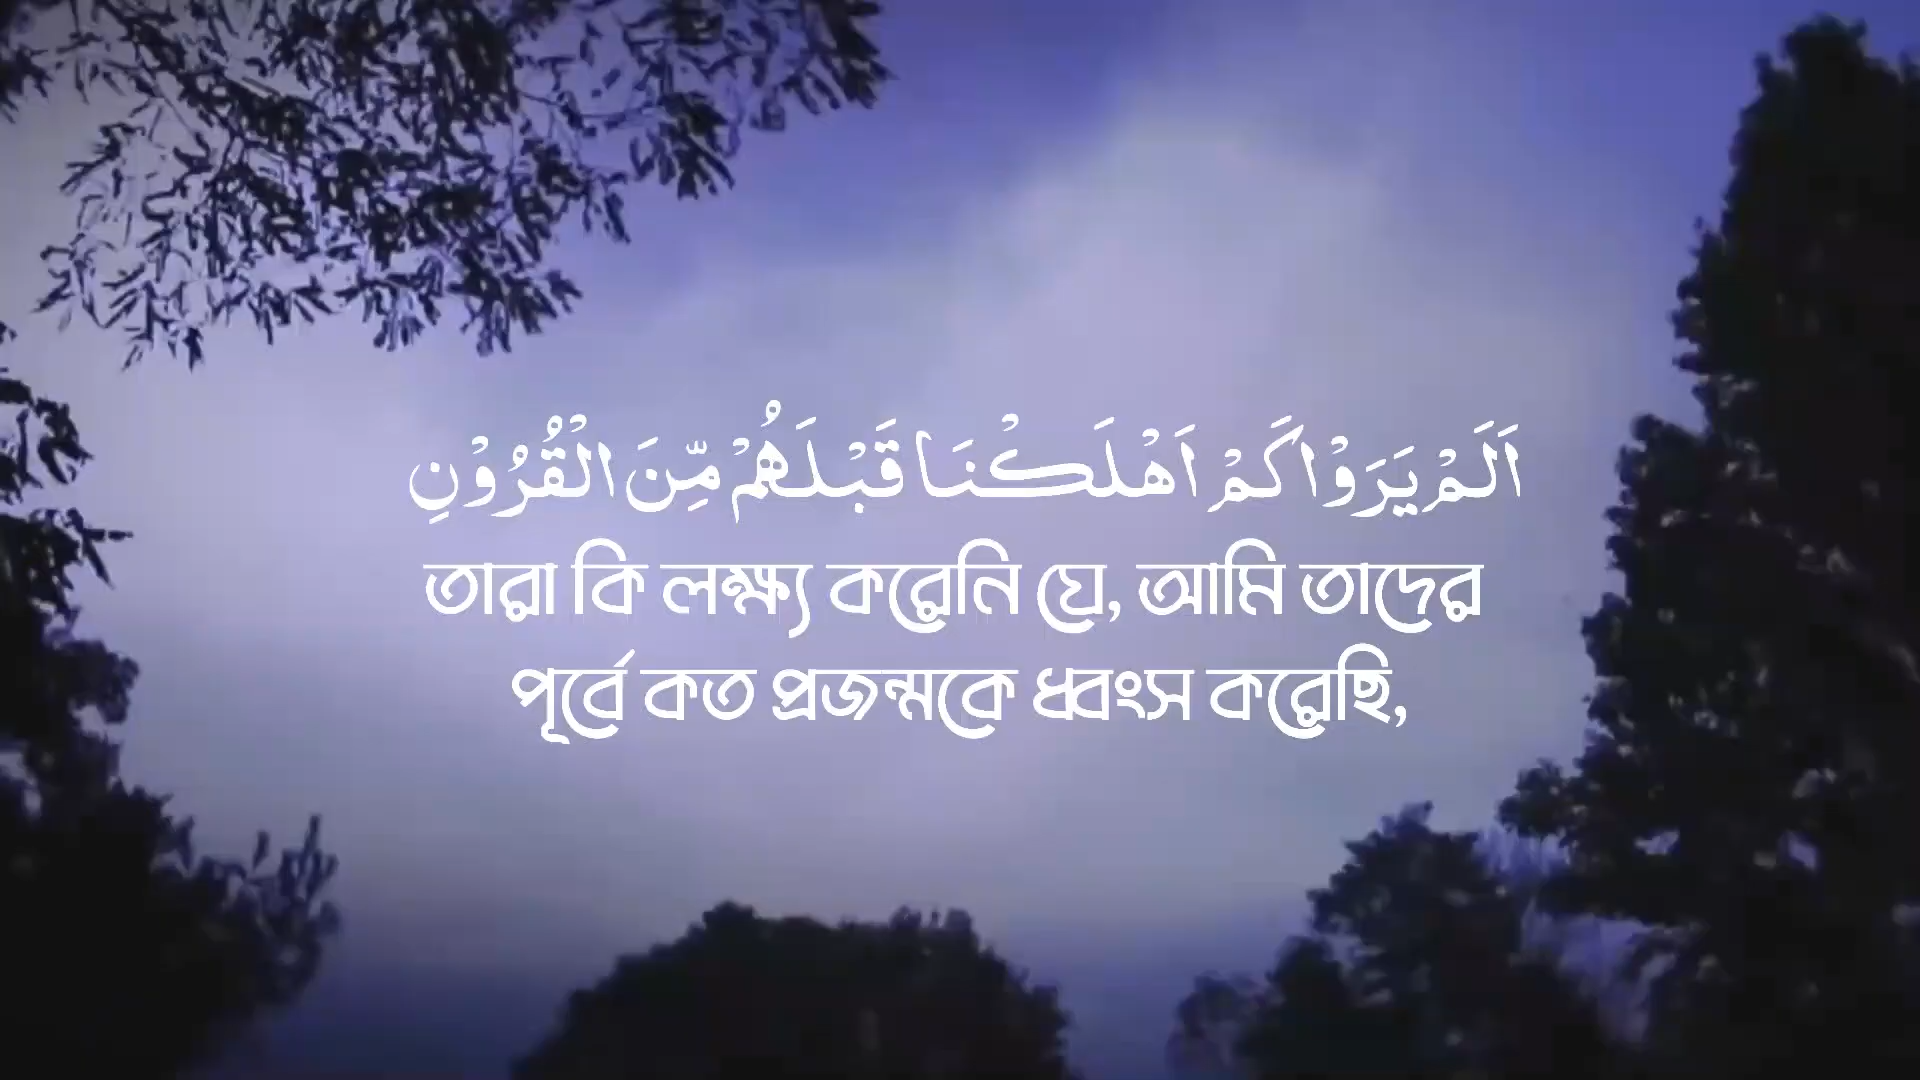 اَلَمْ يَرَوْا كَمْ اَهْلَكْنَا قَبْلَهُمْ مِّنَ الْقُرُوْنِ
তারা কি লক্ষ্য করেনি যে, আমি তাদের
পূর্বে কত প্রজন্মকে ধ্বংস করেছি,